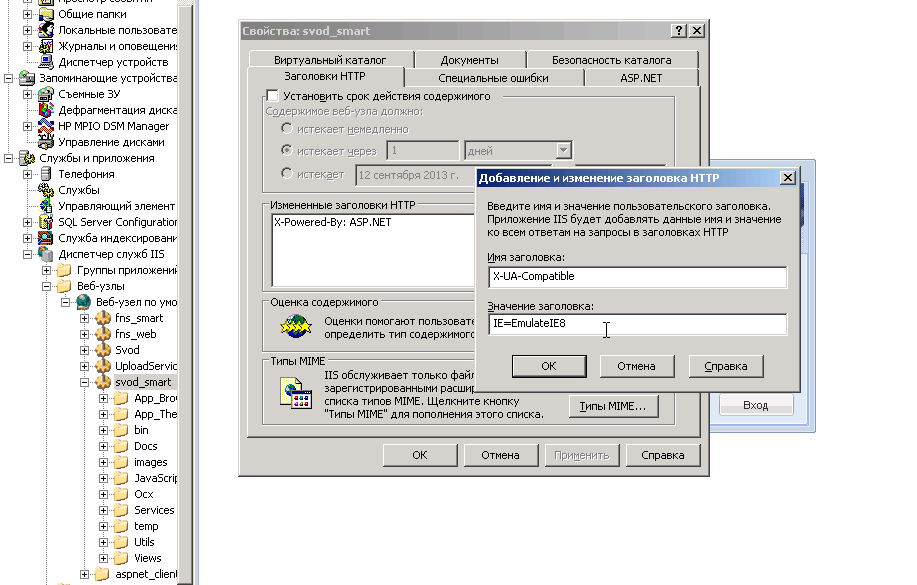 Просмотр событий
Общие папки
Локальные пользовате
Журналы и оповещени
Диспетчер устройств
Запоминающие устройства
Съемные ЗУ
Дефрагментация диска
HP MPIO DSM Manager
Управление дисками
Службы и приложения
Телефония
Службы
Управляющий элемент
SQL Server Configuration
Служба индексировани
Диспетчер служб IIS
Группы приложений
Веб-узлы
Веб-узел по умо
fns_smart
fns_web
Svod
UploadServic
svod_smart
App_Bro
App_The
bin
Docs
images
JavaScrip
Ocx
Services
temp
Utils
Views
aspnet_client
Свойства: svod_smart
Виртуальный каталог
Документы
Безопасность каталога
Заголовки HTTP
Специальные ошибки
ASP.NET
Установить срок действия содержимого
Содержимое веб-узла должно:
истекает немедленно
истекает через
1
дней
истекает
12 сентября 2013 г.
Измененные заголовки HTTP
X-Powered-By: ASP.NET
Оценка содержимого
Оценки помогают пользовате
определить тип содержимого
Типы MIME
IIS обслуживает только файл
зарегистрированными расшир
списка типов MIME. Щелкните кнопку
"Типы MIME" для пополнения этого списка.
Типы MIME...
OK
Отмена
Применить
Справка
Добавление и изменение заголовка HTTP
Введите имя и значение пользовательского заголовка.
Приложение IIS будет добавлять данные имя и значение
ко всем ответам на запросы в заголовках HTTP
Имя заголовка:
X-UA-Compatible
Значение заголовка:
IE=EmulateIE8
OK
Отмена
Справка
Вход